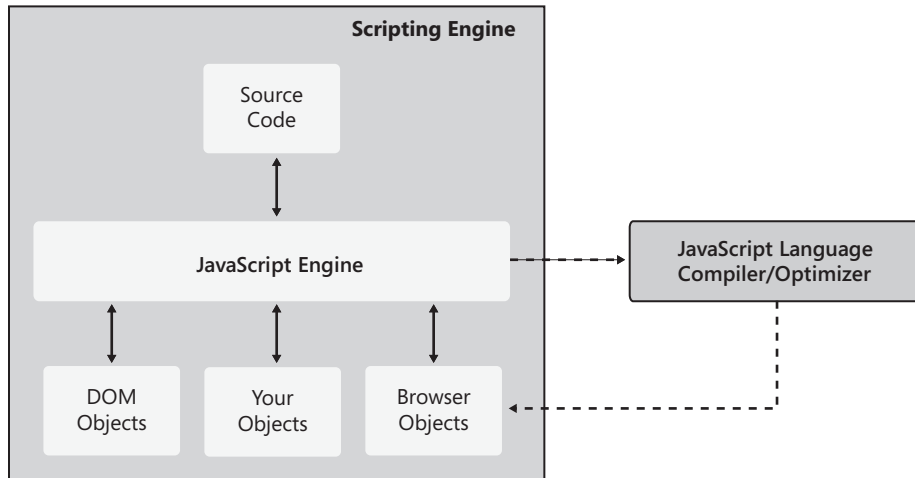 Scripting Engine
Source
Code
JavaScript Engine
JavaScript Language
Compiler/Optimizer
DOM
Objects
Your
Objects
Browser
Objects